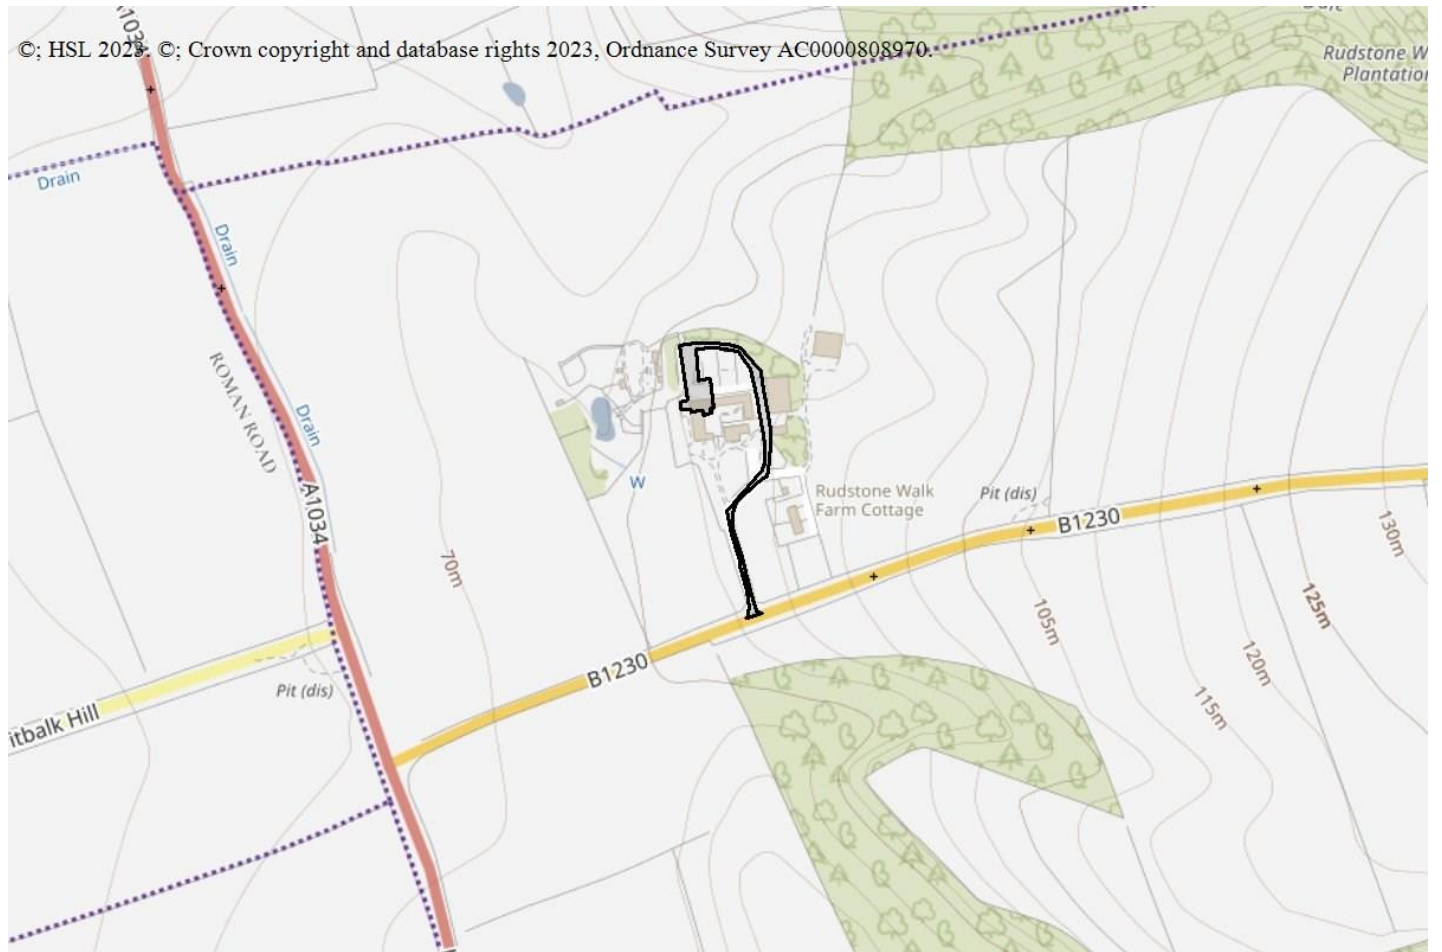 A1034
©; HSL 2023. ©; Crown copyright and database rights 2023, Ordnance Survey AC0000808970.
Rudstone W
Plantation
Drain
Drain
ROMAN ROAD
Drain
A1034
W
Rudstone Walk
Farm Cottage
Pit (dis)
B1230
130m
70m
125m
105m
120m
115m
B1230
Pit (dis)
itbalk Hill